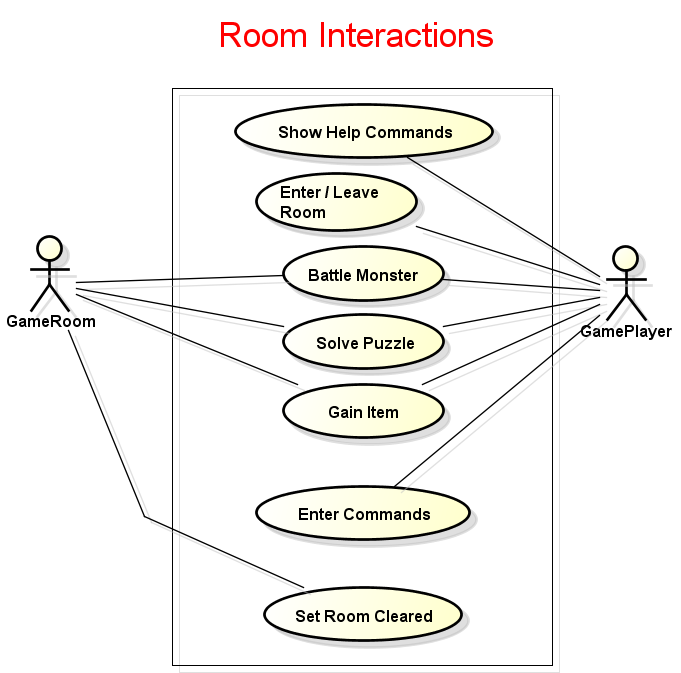 Room Interactions
Show Help Commands
Enter / Leave
Room
Battle Monster
GameRoom
GamePlayer
Solve Puzzle
Gain Item
Enter Commands
Set Room Cleared